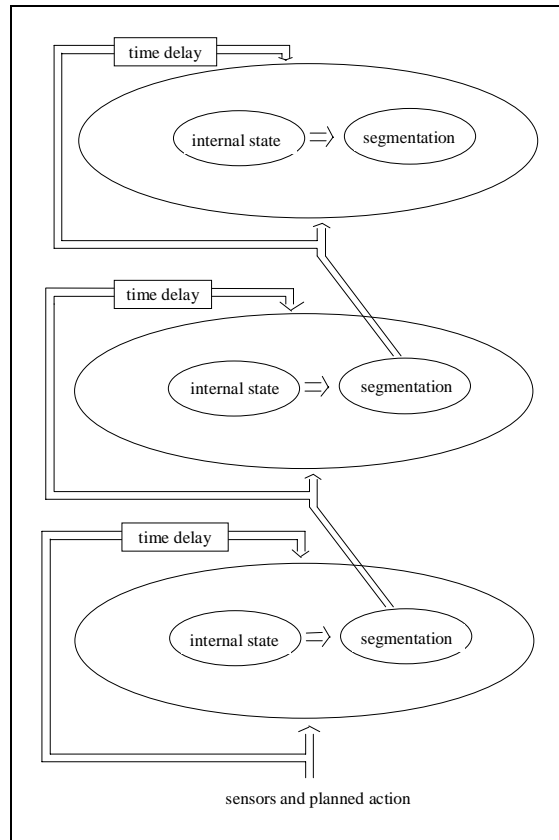 time delay
internal state
segmentation
time delay
internal state
segmentation
time delay
internal state
segmentation
sensors and planned action